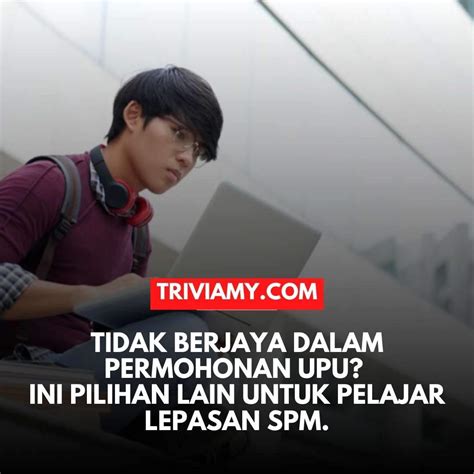 TRIVIAMY.COM
TIDAK BERJAYA DALAM
PERMOHONAN UPU?
INI PILIHAN LAIN UNTUK PELAJAR
LEPASAN SPM.